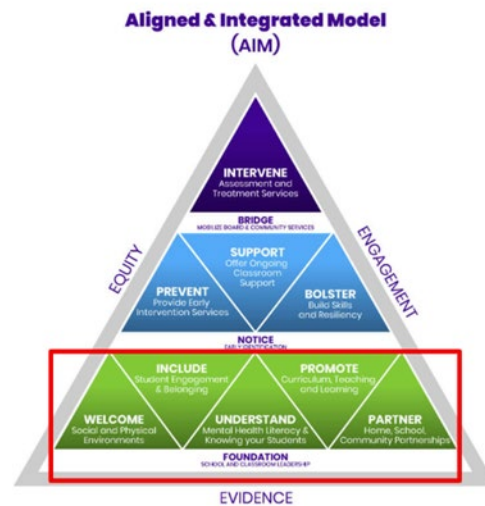 Aligned & Integrated Model
(AIM)
INTERVENE
Assessment and
Treatment Services
BRIDGE
MOBILIZE BOARD & COMMUNITY SERVICES
EQUITY
ENGAGEMENT
SUPPORT
Offer Ongoing
Classroom
Support
PREVENT
Provide Early
Intervention Services
BOLSTER
Build Skills
and Resiliency
NOTICE
EARLY IDENTIFICATION
INCLUDE
Student Engagement
& Belonging
PROMOTE
Curriculum, Teaching
and Learning
WELCOME
Social and Physical
Environments
UNDERSTAND
Mental Health Literacy &
Knowing your Students
PARTNER
Home, School,
Community Partnerships
FOUNDATION
SCHOOL AND CLASSROOM LEADERSHIP
EVIDENCE